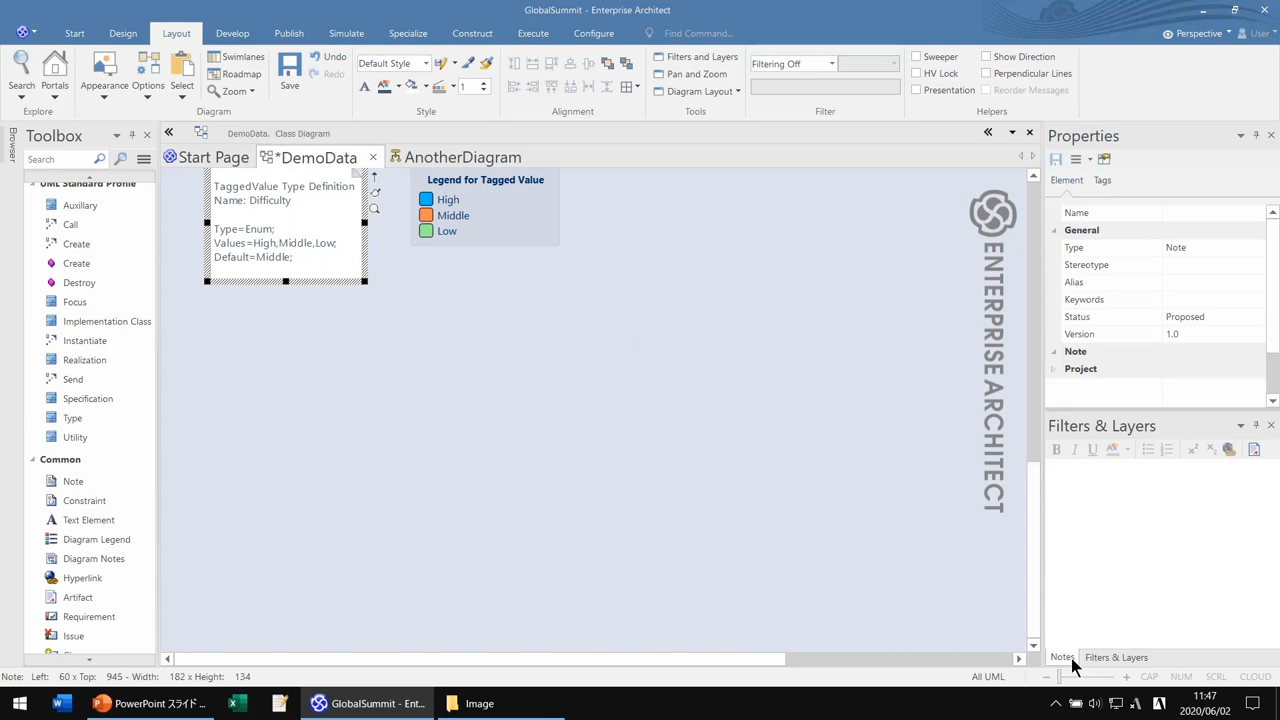 GlobalSummit - Enterprise Architect
Start Design Layout Develop Publish Simulate Specialize Construct Execute Configure Find Command... Perspective User
Search Portals Explore
Appearance Options Select Swimlanes Roadmap Zoom Diagram
Save Undo Redo
Default Style 1 Style
Alignment
Filters and Layers Pan and Zoom Diagram Layout Tools
Filtering Off Filter
Sweeper HV Lock Presentation Show Direction Perpendicular Lines Reorder Messages Helpers
Browser
Toolbox
Search
UML Standard Profile
Auxillary
Call
Create
Create
Destroy
Focus
Implementation Class
Instantiate
Realization
Send
Specification
Type
Utility
Common
Note
Constraint
Text Element
Diagram Legend
Diagram Notes
Hyperlink
Artifact
Requirement
Issue
DemoData. Class Diagram
Start Page *DemoData AnotherDiagram
TaggedValue Type Definition
Name: Difficulty
Type=Enum;
Values=High,Middle,Low;
Default=Middle;
Legend for Tagged Value
High
Middle
Low
ENTERPRISE ARCHITECT
Properties
Element Tags
Name
General
Type Note
Stereotype
Alias
Keywords
Status Proposed
Version 1.0
Note
Project
Filters & Layers
B I U A
Notes Filters & Layers
Note: Left: 60 x Top: 945 - Width: 182 x Height: 134 All UML CAP NUM SCRL CLOUD
PowerPoint スライド ... GlobalSummit - Ent... Image A 11:47
2020/06/02